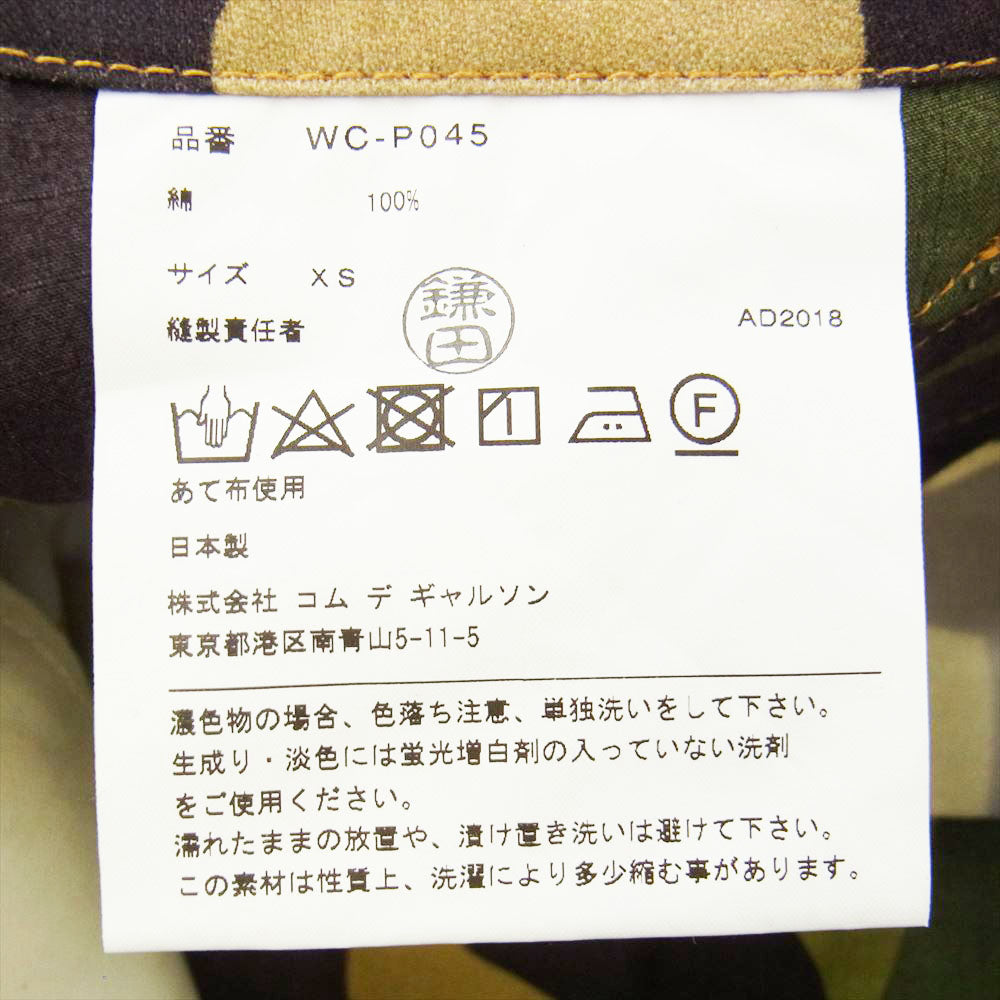 品番 WC-P045
綿 100%
サイズ XS
鎌田
縫製責任者
AD2018
F
あて布使用
日本製
株式会社 コム デ ギャルソン
東京都港区南青山5-11-5
濃色物の場合、色落ち注意、単独洗いをして下さい。
生成り・淡色には蛍光増白剤の入っていない洗剤
をご使用ください。
濡れたままの放置や、漬け置き洗いは避けて下さい。
この素材は性質上、洗濯により多少縮む事があります。